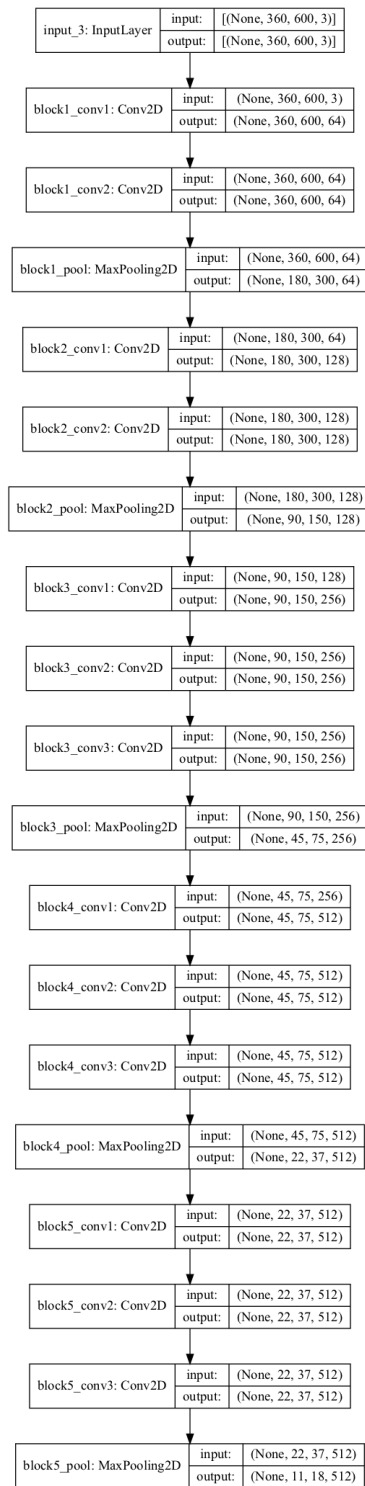 input_3: InputLayer
input: [(None, 360, 600, 3)]
output: [(None, 360, 600, 3)]
block1_conv1: Conv2D
input: (None, 360, 600, 3)
output: (None, 360, 600, 64)
block1_conv2: Conv2D
input: (None, 360, 600, 64)
output: (None, 360, 600, 64)
block1_pool: MaxPooling2D
input: (None, 360, 600, 64)
output: (None, 180, 300, 64)
block2_conv1: Conv2D
input: (None, 180, 300, 64)
output: (None, 180, 300, 128)
block2_conv2: Conv2D
input: (None, 180, 300, 128)
output: (None, 180, 300, 128)
block2_pool: MaxPooling2D
input: (None, 180, 300, 128)
output: (None, 90, 150, 128)
block3_conv1: Conv2D
input: (None, 90, 150, 128)
output: (None, 90, 150, 256)
block3_conv2: Conv2D
input: (None, 90, 150, 256)
output: (None, 90, 150, 256)
block3_conv3: Conv2D
input: (None, 90, 150, 256)
output: (None, 90, 150, 256)
block3_pool: MaxPooling2D
input: (None, 90, 150, 256)
output: (None, 45, 75, 256)
block4_conv1: Conv2D
input: (None, 45, 75, 256)
output: (None, 45, 75, 512)
block4_conv2: Conv2D
input: (None, 45, 75, 512)
output: (None, 45, 75, 512)
block4_conv3: Conv2D
input: (None, 45, 75, 512)
output: (None, 45, 75, 512)
block4_pool: MaxPooling2D
input: (None, 45, 75, 512)
output: (None, 22, 37, 512)
block5_conv1: Conv2D
input: (None, 22, 37, 512)
output: (None, 22, 37, 512)
block5_conv2: Conv2D
input: (None, 22, 37, 512)
output: (None, 22, 37, 512)
block5_conv3: Conv2D
input: (None, 22, 37, 512)
output: (None, 22, 37, 512)
block5_pool: MaxPooling2D
input: (None, 22, 37, 512)
output: (None, 11, 18, 512)